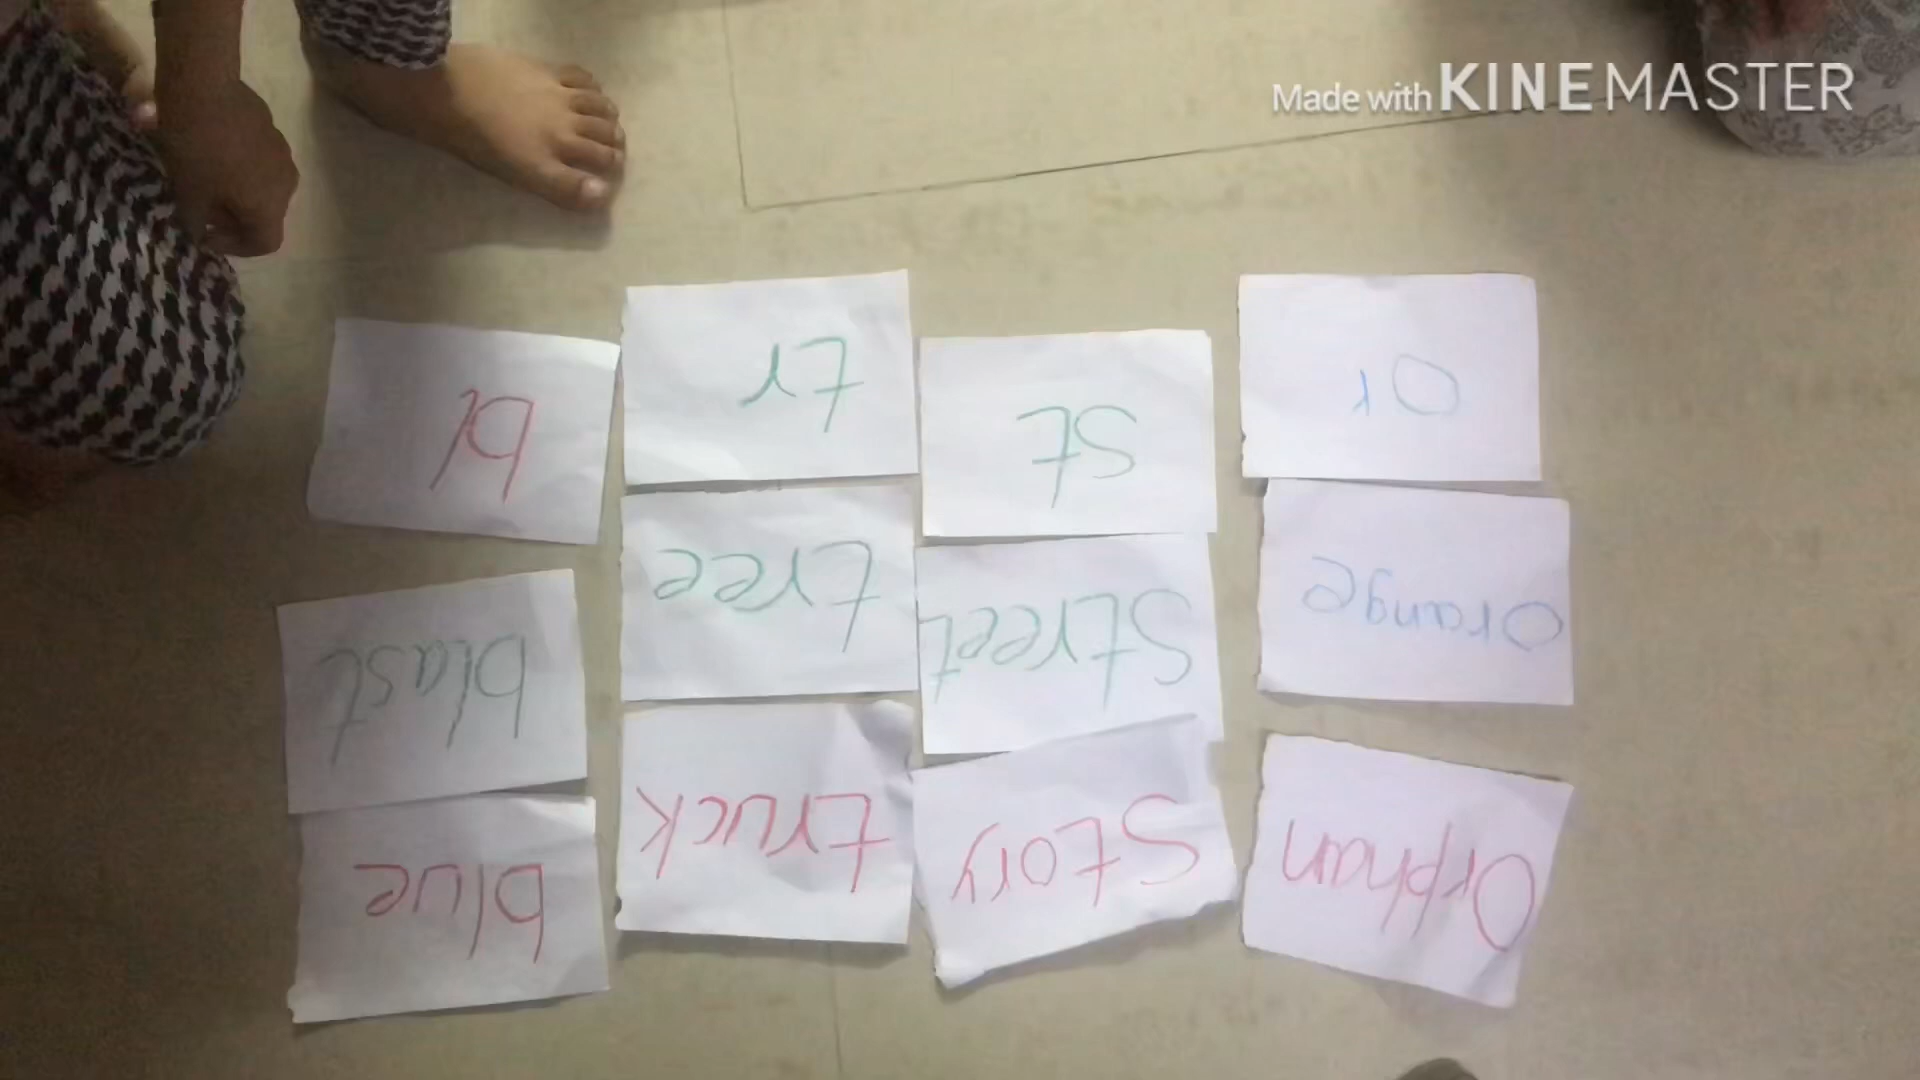 Made with KINEMASTER
Or
St
tr
bl
Orange
Street
tree
blast
Orphan
Story
truck
blue